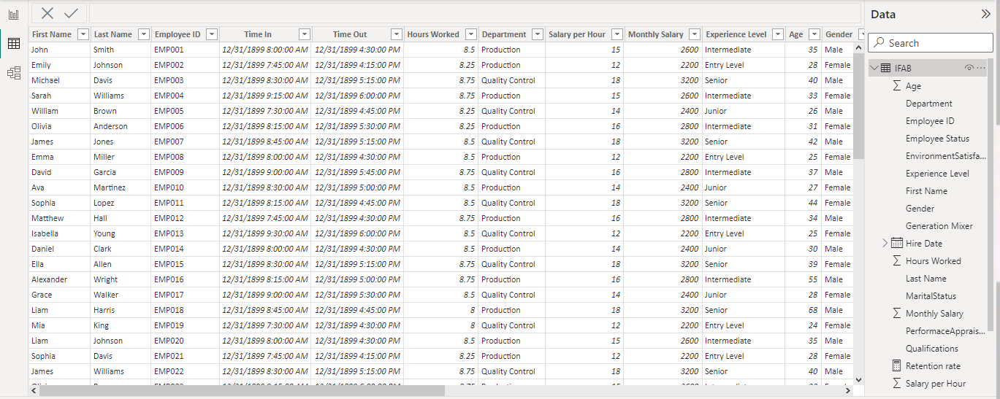 Data
Search
First Name Last Name Employee ID Time In Time Out Hours Worked Department Salary per Hour Monthly Salary Experience Level Age Gender
John Smith EMP001 12/31/1899 8:00:00 AM 12/31/1899 4:30:00 PM 8.5 Production 15 2600 Intermediate 35 Male
Emily Johnson EMP002 12/31/1899 7:45:00 AM 12/31/1899 4:15:00 PM 8.25 Production 12 2200 Entry Level 28 Female
Michael Davis EMP003 12/31/1899 8:30:00 AM 12/31/1899 5:15:00 PM 8.75 Quality Control 18 3200 Senior 40 Male
Sarah Williams EMP004 12/31/1899 9:15:00 AM 12/31/1899 6:00:00 PM 8.75 Production 15 2600 Intermediate 33 Female
William Brown EMP005 12/31/1899 7:30:00 AM 12/31/1899 4:45:00 PM 8.25 Quality Control 14 2400 Junior 26 Male
Olivia Anderson EMP006 12/31/1899 8:15:00 AM 12/31/1899 5:30:00 PM 8.25 Production 16 2800 Intermediate 31 Female
James Jones EMP007 12/31/1899 8:45:00 AM 12/31/1899 5:15:00 PM 8.5 Quality Control 18 3200 Senior 42 Male
Emma Miller EMP008 12/31/1899 8:00:00 AM 12/31/1899 4:30:00 PM 8.5 Production 12 2200 Entry Level 25 Female
David Garcia EMP009 12/31/1899 9:00:00 AM 12/31/1899 5:45:00 PM 8.75 Quality Control 16 2800 Intermediate 37 Male
Ava Martinez EMP010 12/31/1899 8:30:00 AM 12/31/1899 5:00:00 PM 8.5 Production 14 2400 Junior 27 Female
Sophia Lopez EMP011 12/31/1899 8:15:00 AM 12/31/1899 4:45:00 PM 8.5 Quality Control 18 3200 Senior 44 Female
Matthew Hall EMP012 12/31/1899 7:45:00 AM 12/31/1899 4:30:00 PM 8.75 Production 16 2800 Intermediate 34 Male
Isabella Young EMP013 12/31/1899 9:30:00 AM 12/31/1899 6:00:00 PM 8.5 Quality Control 12 2200 Entry Level 25 Female
Daniel Clark EMP014 12/31/1899 8:00:00 AM 12/31/1899 4:30:00 PM 8.5 Production 14 2400 Junior 30 Male
Ella Allen EMP015 12/31/1899 8:30:00 AM 12/31/1899 5:15:00 PM 8.75 Quality Control 18 3200 Senior 39 Female
Alexander Wright EMP016 12/31/1899 8:15:00 AM 12/31/1899 5:00:00 PM 8.75 Production 16 2800 Intermediate 55 Male
Grace Walker EMP017 12/31/1899 9:00:00 AM 12/31/1899 5:30:00 PM 8.75 Quality Control 14 2400 Junior 28 Female
Liam Harris EMP018 12/31/1899 8:45:00 AM 12/31/1899 4:45:00 PM 8 Production 18 3200 Senior 68 Male
Mia King EMP019 12/31/1899 7:30:00 AM 12/31/1899 4:30:00 PM 8 Quality Control 12 2200 Entry Level 24 Female
Liam Johnson EMP020 12/31/1899 8:00:00 AM 12/31/1899 4:30:00 PM 8.5 Production 15 2600 Intermediate 35 Male
Sophia Davis EMP021 12/31/1899 7:45:00 AM 12/31/1899 4:15:00 PM 8.25 Production 12 2200 Entry Level 28 Female
James Williams EMP022 12/31/1899 8:30:00 AM 12/31/1899 5:15:00 PM 8.75 Quality Control 18 3200 Senior 40 Male
IFAB
Age
Department
Employee ID
Employee Status
EnvironmentSatisfa...
Experience Level
First Name
Gender
Generation Mixer
Hire Date
Hours Worked
Last Name
MaritalStatus
Monthly Salary
PerformaceApprais...
Qualifications
Retention rate
Salary per Hour